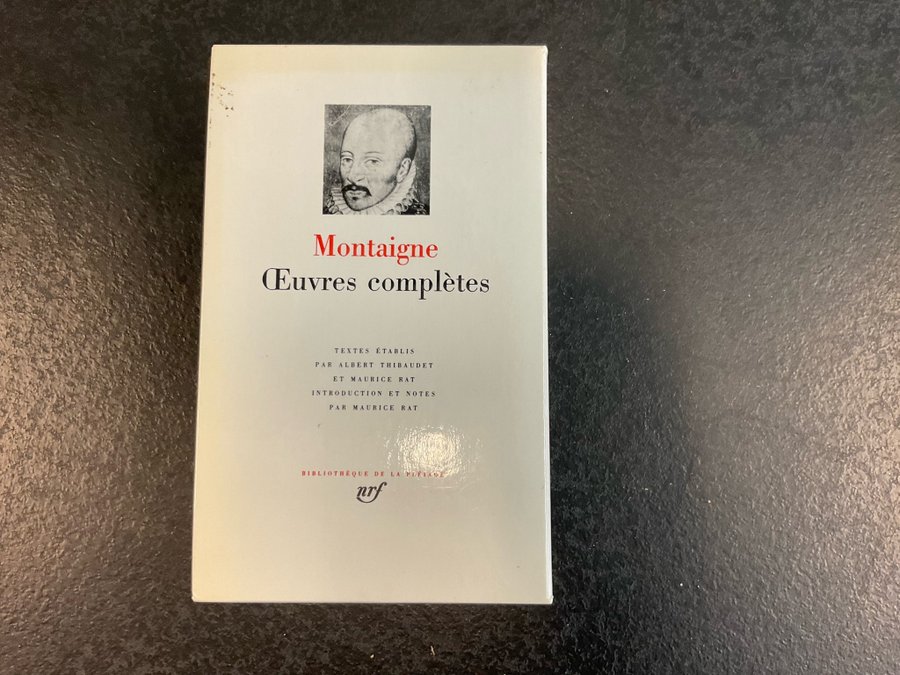 Montaigne
Œuvres complètes
TEXTES ÉTABLIS
PAR ALBERT THIBAUDET
ET MAURICE RAT
INTRODUCTION ET NOTES
PAR MAURICE RAT
BIBLIOTHÈQUE DE LA PLÉIADE
nrf